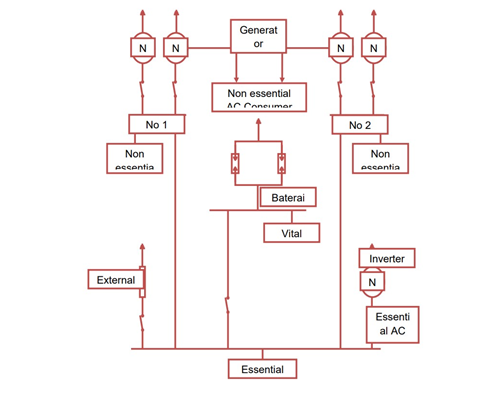 Generat
or
N
N
N
N
Non essential
AC Consumer
No 1
No 2
Non
essentia
Non
essentia
Baterai
Vital
Inverter
External
N
Essenti
al AC
Essential